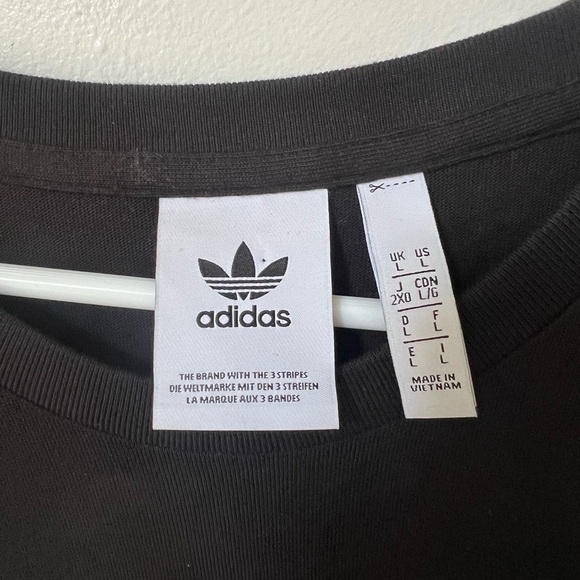 adidas
THE BRAND WITH THE 3 STRIPES
DIE WELTMARKE MIT DEN 3 STREIFEN
LA MARQUE AUX 3 BANDES
UK US
L L
J CDN
2XO L/G
D F
L L
E I
L L
MADE IN
VIETNAM